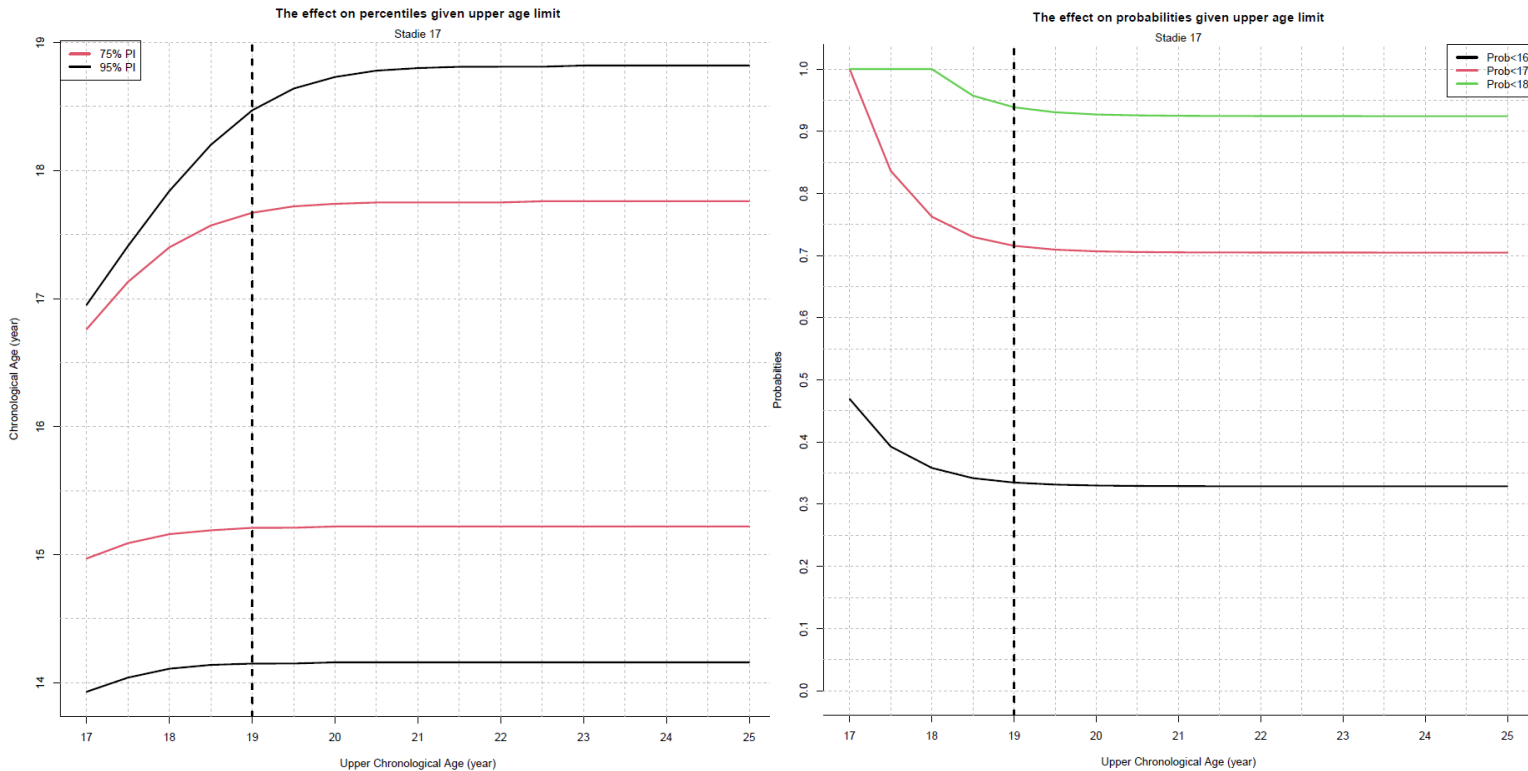 The effect on percentiles given upper age limit
Stadie 17
75% PI
95% PI
19
18
17
16
15
14
Chronological Age (year)
17 18 19 20 21 22 23 24 25
Upper Chronological Age (year)
The effect on probabilities given upper age limit
Stadie 17
Prob<16
Prob<17
Prob<18
1.0
0.9
0.8
0.7
0.6
0.5
0.4
0.3
0.2
0.1
0.0
Probabilties
17 18 19 20 21 22 23 24 25
Upper Chronological Age (year)